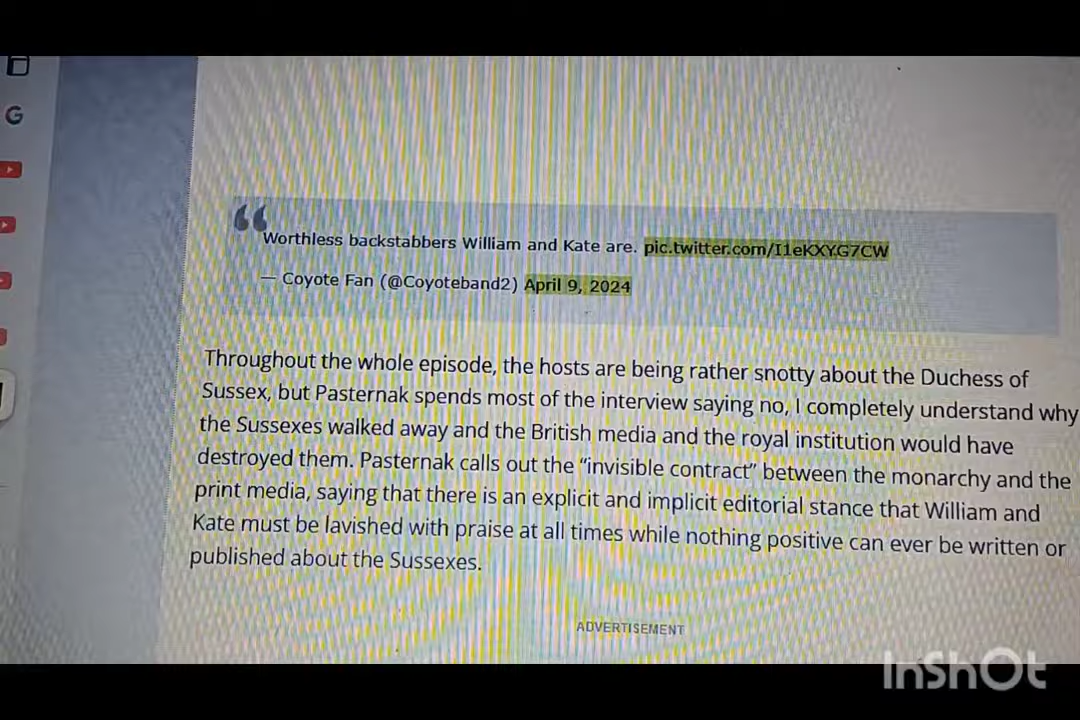 G
“Worthless backstabbers William and Kate are. pic.twitter.com/I1eKXYG7CW
— Coyote Fan (@Coyoteband2) April 9, 2024
Throughout the whole episode, the hosts are being rather snotty about the Duchess of
Sussex, but Pasternak spends most of the interview saying no, I completely understand why
the Sussexes walked away and the British media and the royal institution would have
destroyed them. Pasternak calls out the “invisible contract” between the monarchy and the
print media, saying that there is an explicit and implicit editorial stance that William and
Kate must be lavished with praise at all times while nothing positive can ever be written or
published about the Sussexes.
ADVERTISEMENT
InShOt